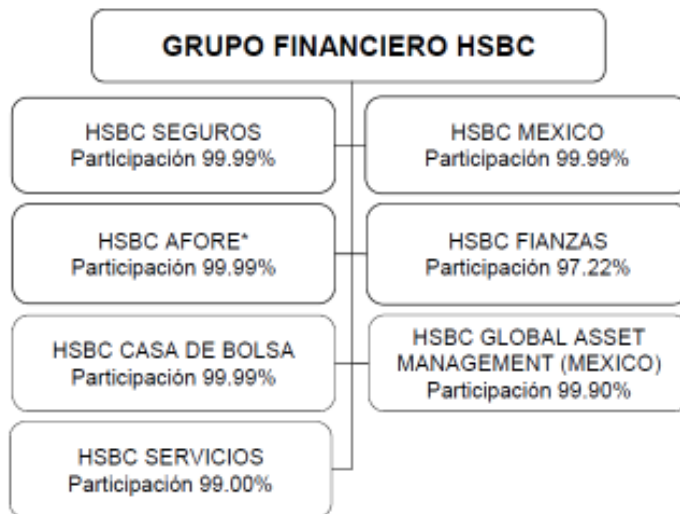 GRUPO FINANCIERO HSBC
HSBC SEGUROS
Participación 99.99%
HSBC MEXICO
Participación 99.99%
HSBC AFORE*
Participación 99.99%
HSBC FIANZAS
Participación 97.22%
HSBC CASA DE BOLSA
Participación 99.99%
HSBC GLOBAL ASSET
MANAGEMENT (MEXICO)
Participación 99.90%
HSBC SERVICIOS
Participación 99.00%